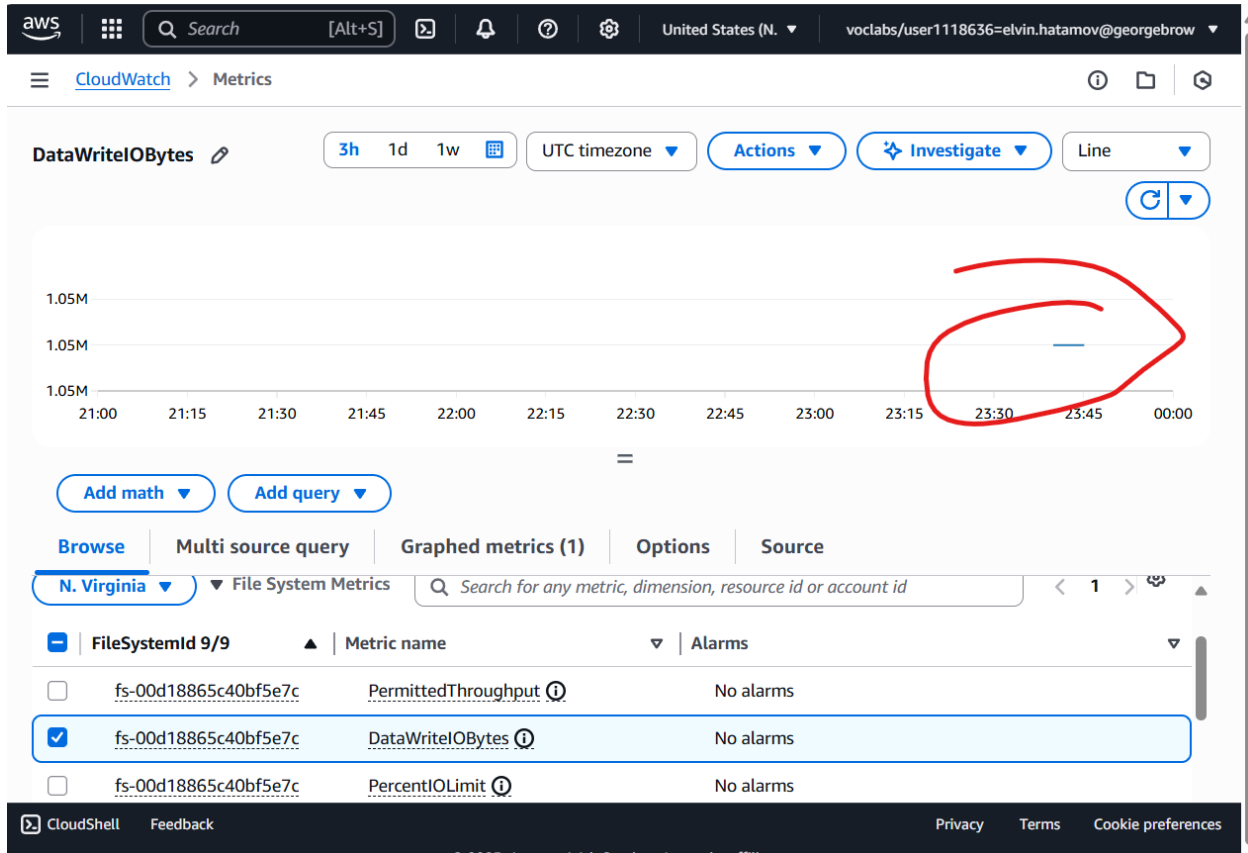 aws
Search [Alt+S] United States (N. voclabs/user1118636=elvin.hatamov@georgebrow
CloudWatch > Metrics
DataWriteIOBytes 3h 1d 1w UTC timezone Actions Investigate Line
1.05M
1.05M
1.05M
21:00 21:15 21:30 21:45 22:00 22:15 22:30 22:45 23:00 23:15 23:30 23:45 00:00
Add math Add query
Browse Multi source query Graphed metrics (1) Options Source
N. Virginia File System Metrics Search for any metric, dimension, resource id or account id 1
FileSystemId 9/9 Metric name Alarms
fs-00d18865c40bf5e7c PermittedThroughput No alarms
fs-00d18865c40bf5e7c DataWriteIOBytes No alarms
fs-00d18865c40bf5e7c PercentIOLimit No alarms
CloudShell Feedback Privacy Terms Cookie preferences